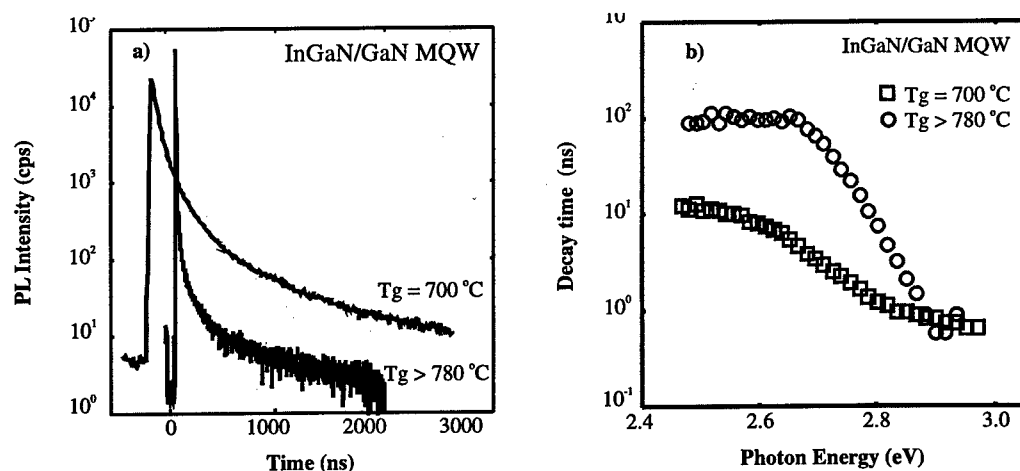 a)
InGaN/GaN MQW
PL Intensity (cps)
10⁵
10⁴
10³
10²
10¹
10⁰
Tg = 700 °C
Tg > 780 °C
0
1000
2000
3000
Time (ns)
b)
InGaN/GaN MQW
Tg = 700 °C
Tg > 780 °C
Decay time (ns)
10²
10¹
10⁰
10⁻¹
2.4
2.6
2.8
3.0
Photon Energy (eV)